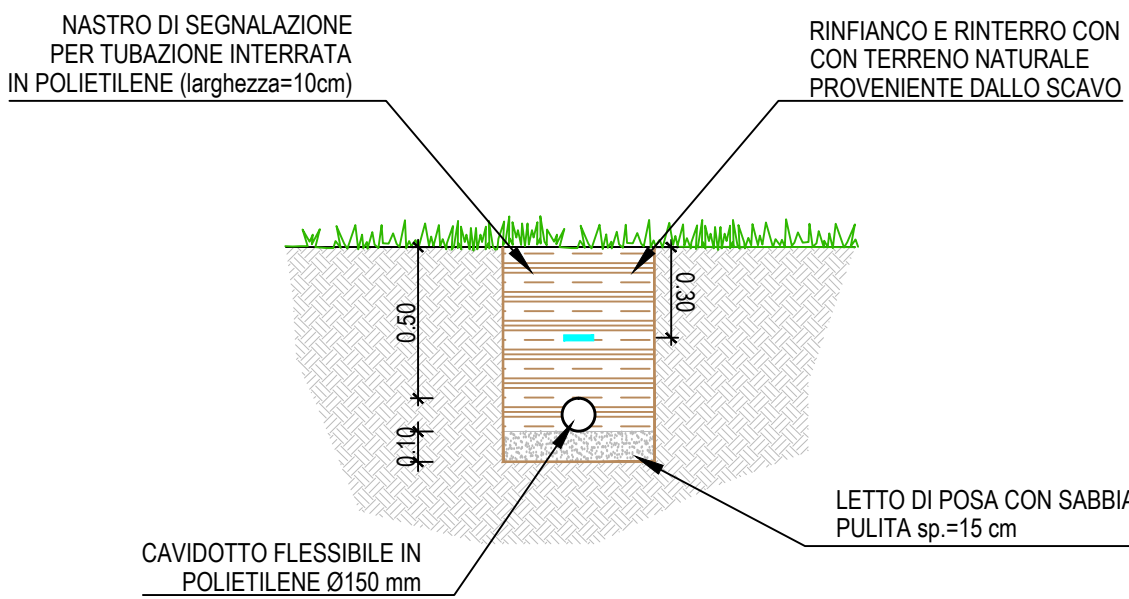 NASTRO DI SEGNALAZIONE
PER TUBAZIONE INTERRATA
IN POLIETILENE (larghezza=10cm)
RINFIANCO E RINTERRO CON
CON TERRENO NATURALE
PROVENIENTE DALLO SCAVO
0.50
0.30
0.10
LETTO DI POSA CON SABBIA
PULITA sp.=15 cm
CAVIDOTTO FLESSIBILE IN
POLIETILENE Ø150 mm